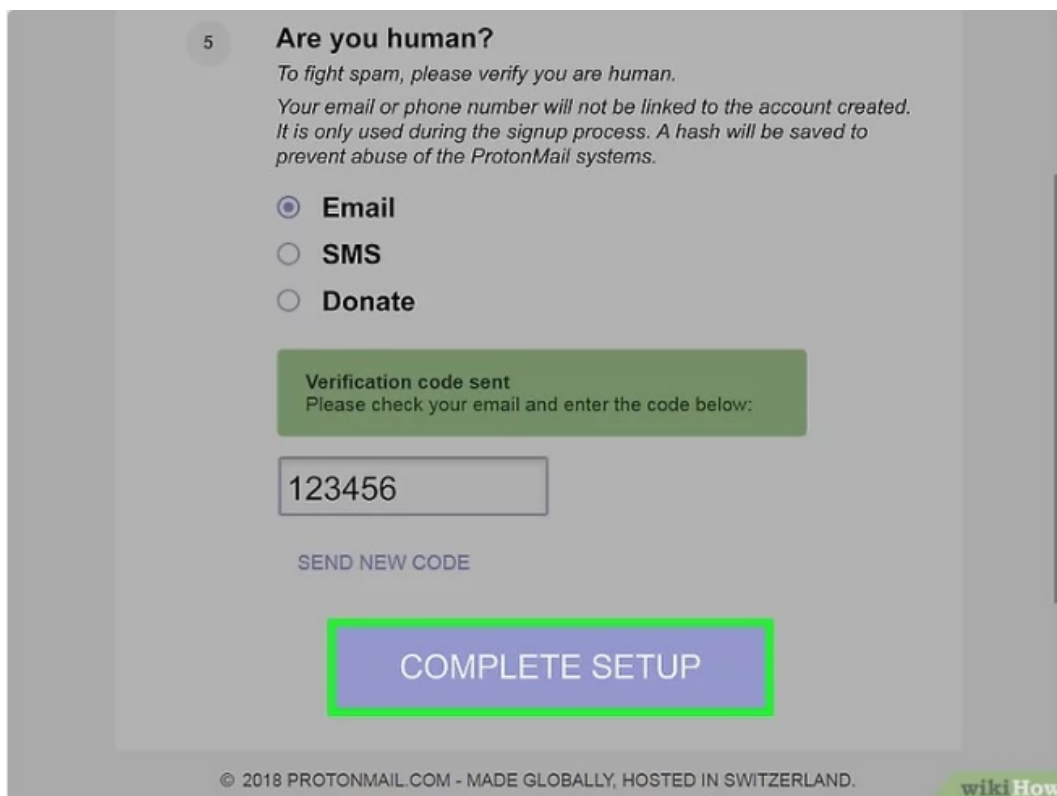 5
Are you human?
To fight spam, please verify you are human.
Your email or phone number will not be linked to the account created.
It is only used during the signup process. A hash will be saved to
prevent abuse of the ProtonMail systems.
Email
SMS
Donate
Verification code sent
Please check your email and enter the code below:
123456
SEND NEW CODE
COMPLETE SETUP
© 2018 PROTONMAIL.COM - MADE GLOBALLY, HOSTED IN SWITZERLAND.
wikiHow